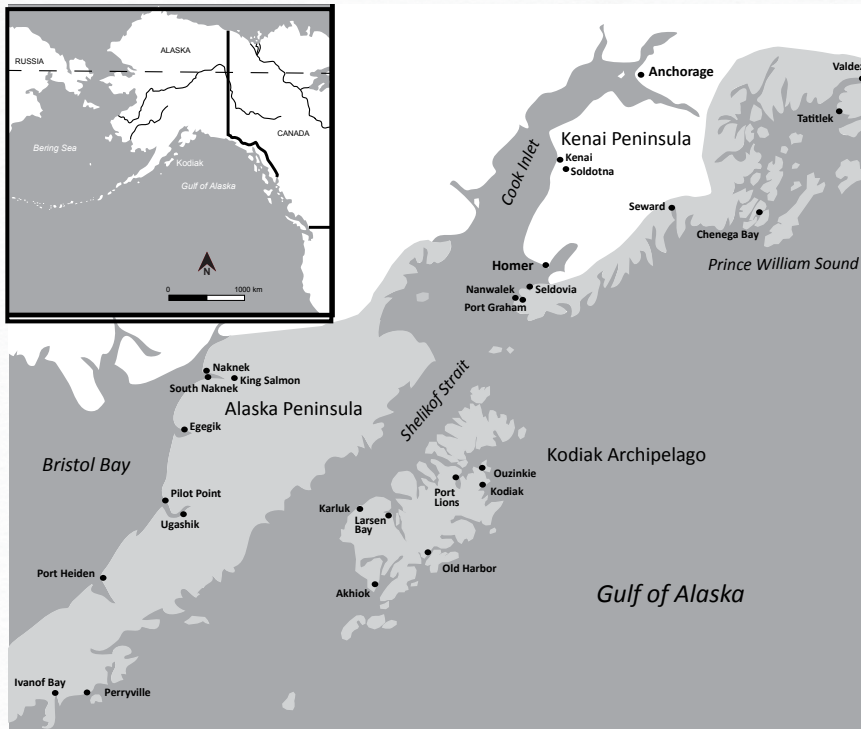 ALASKA
RUSSIA
CANADA
Bering Sea
Kodiak
Gulf of Alaska
N
0 1000 km
Anchorage
Valdez
Tatitlek
Kenai Peninsula
Cook Inlet
Kenai
Soldotna
Seward
Chenega Bay
Homer
Prince William Sound
Nanwalek
Seldovia
Port Graham
Naknek
South Naknek
King Salmon
Alaska Peninsula
Shelikof Strait
Egegik
Kodiak Archipelago
Bristol Bay
Ouzinkie
Port
Lions
Kodiak
Pilot Point
Ugashik
Karluk
Larsen
Bay
Old Harbor
Port Heiden
Akhiok
Gulf of Alaska
Ivanof Bay
Perryville